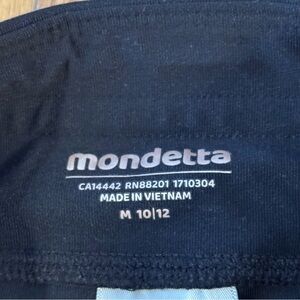 mondetta
CA14442 RN88201 1710304
MADE IN VIETNAM
M 10|12